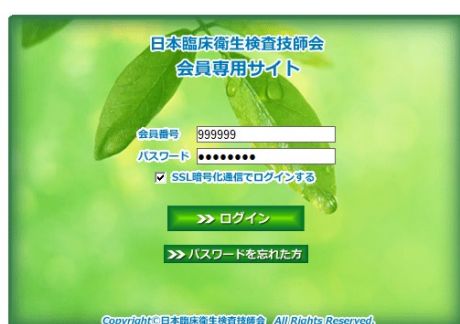 日本臨床衛生検査技師会
会員専用サイト
会員番号 999999
パスワード ●●●●●●●●
SSL暗号化通信でログインする
>> ログイン
>> パスワードを忘れた方
Copyright©日本臨床衛生検査技師会 All Rights Reserved.